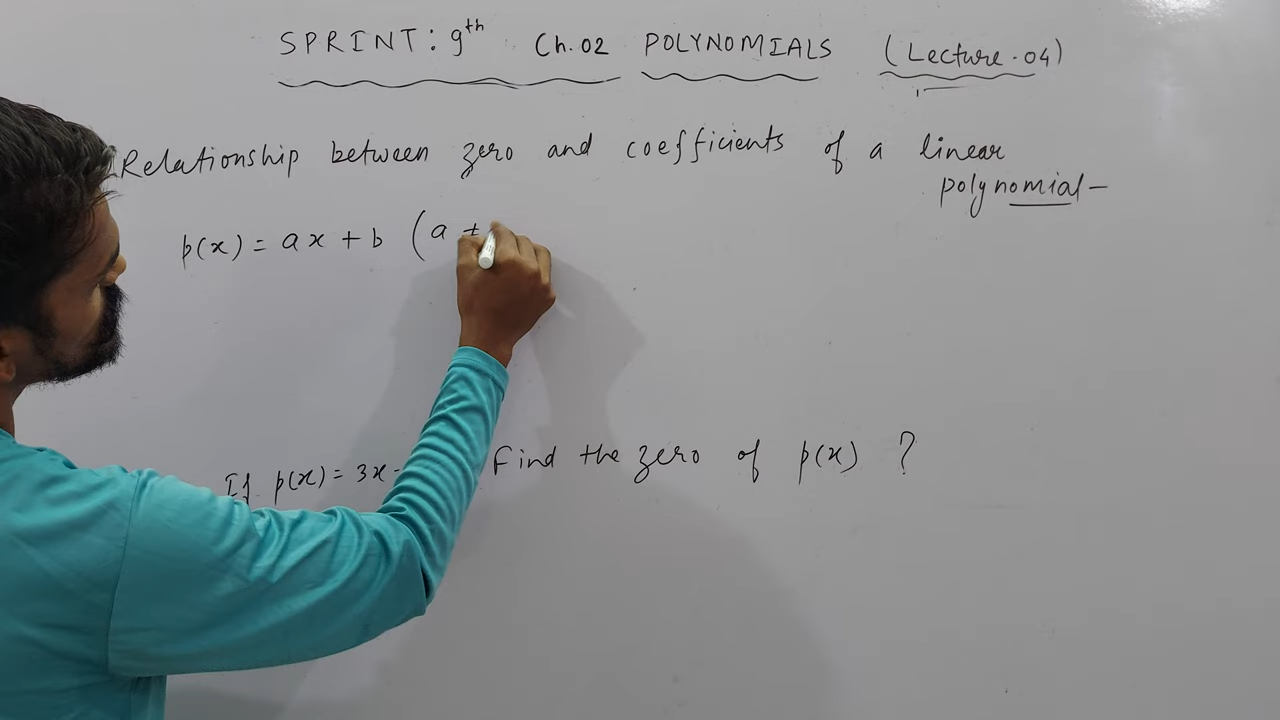 SPRINT: 9th Ch. 02 POLYNOMIALS (Lecture - 04)
Relationship between zero and coefficients of a linear
polynomial -
p(x) = ax + b (a ≠
If p(x) = 3x - Find the zero of p(x) ?